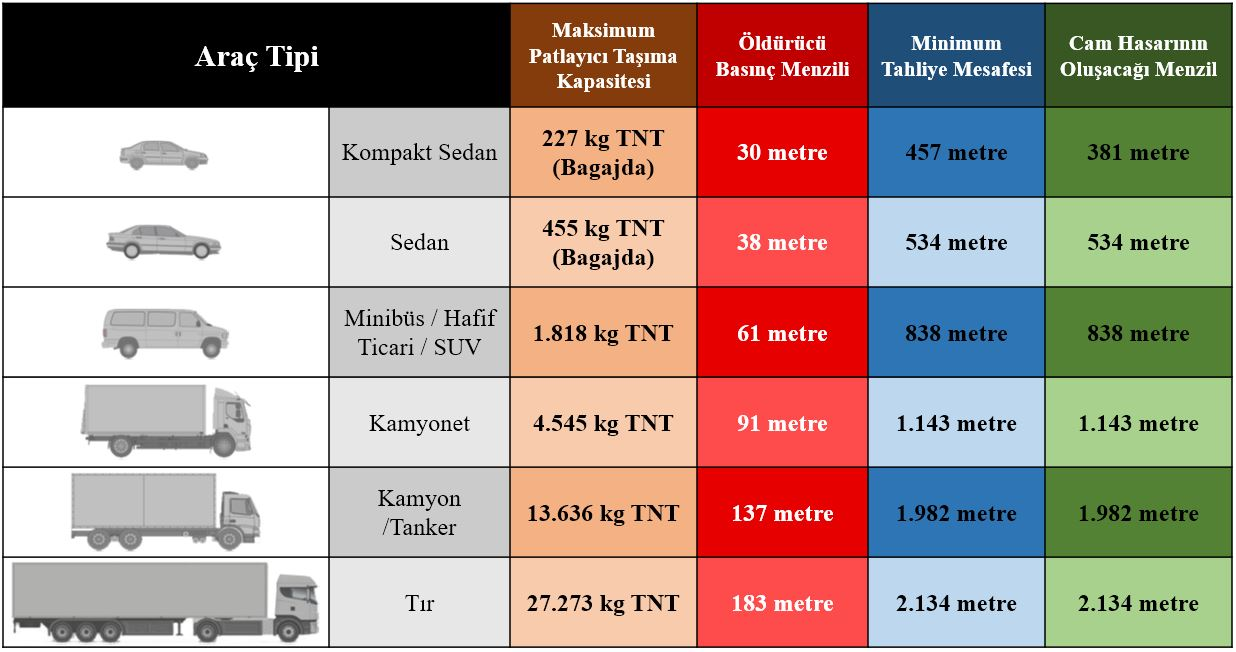 Araç Tipi
Maksimum
Patlayıcı Taşıma
Kapasitesi
Öldürücü
Basınç Menzili
Minimum
Tahliye Mesafesi
Cam Hasarının
Oluşacağı Menzil
Kompakt Sedan
227 kg TNT
(Bagajda)
30 metre
457 metre
381 metre
Sedan
455 kg TNT
(Bagajda)
38 metre
534 metre
534 metre
Minibüs / Hafif
Ticari / SUV
1.818 kg TNT
61 metre
838 metre
838 metre
Kamyonet
4.545 kg TNT
91 metre
1.143 metre
1.143 metre
Kamyon
/Tanker
13.636 kg TNT
137 metre
1.982 metre
1.982 metre
Tır
27.273 kg TNT
183 metre
2.134 metre
2.134 metre